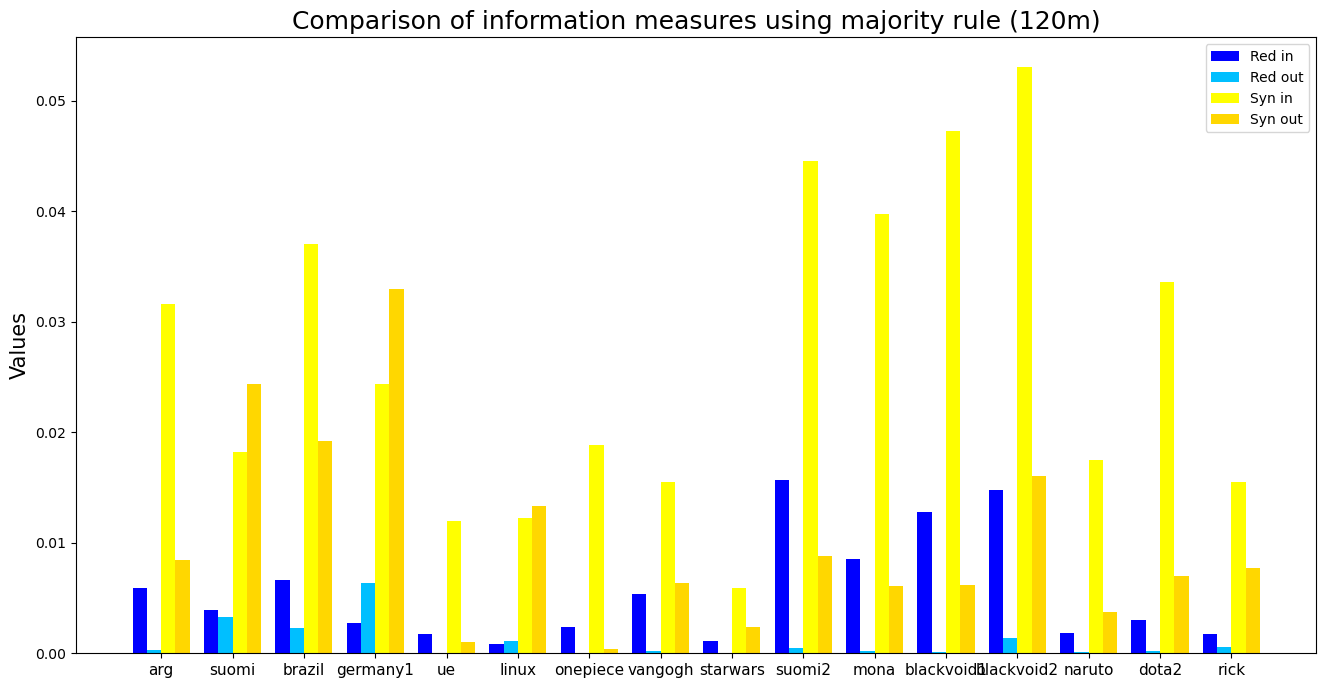 Comparison of information measures using majority rule (120m)
Red in
Red out
Syn in
Syn out
Values
0.05
0.04
0.03
0.02
0.01
0.00
arg suomi brazil germany1 ue linux onepiece vangogh starwars suomi2 mona blackvoid1 blackvoid2 naruto dota2 rick